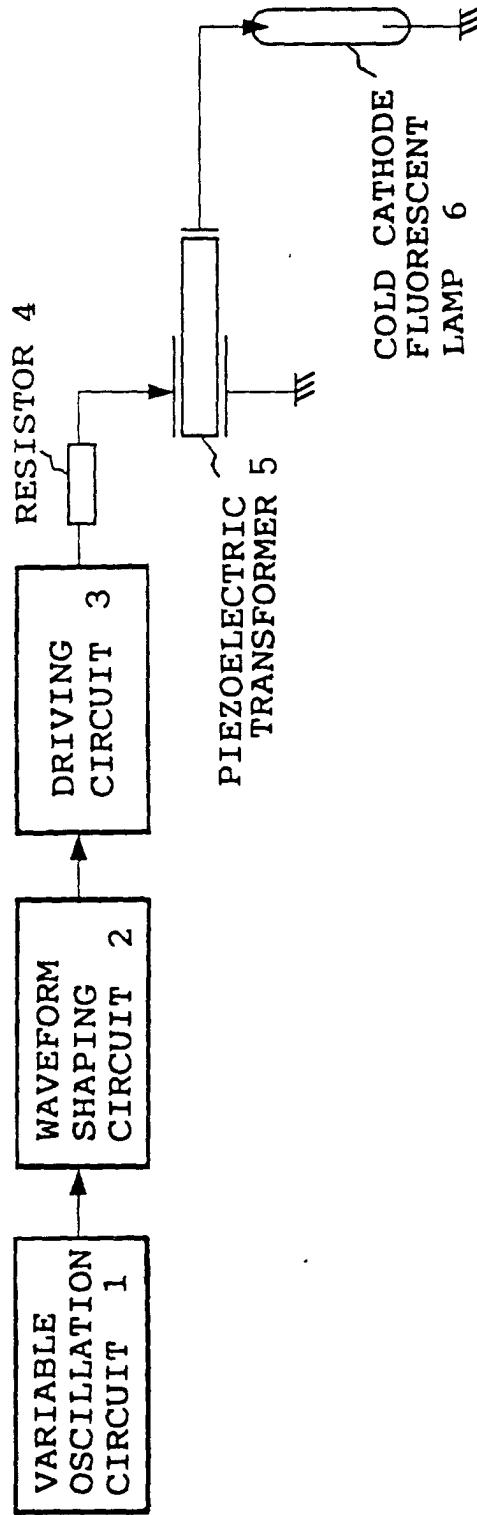 VARIABLE
OSCILLATION
CIRCUIT 1
WAVEFORM
SHAPING
CIRCUIT 2
DRIVING
CIRCUIT 3
RESISTOR 4
PIEZOELECTRIC
TRANSFORMER 5
COLD CATHODE
FLUORESCENT
LAMP 6